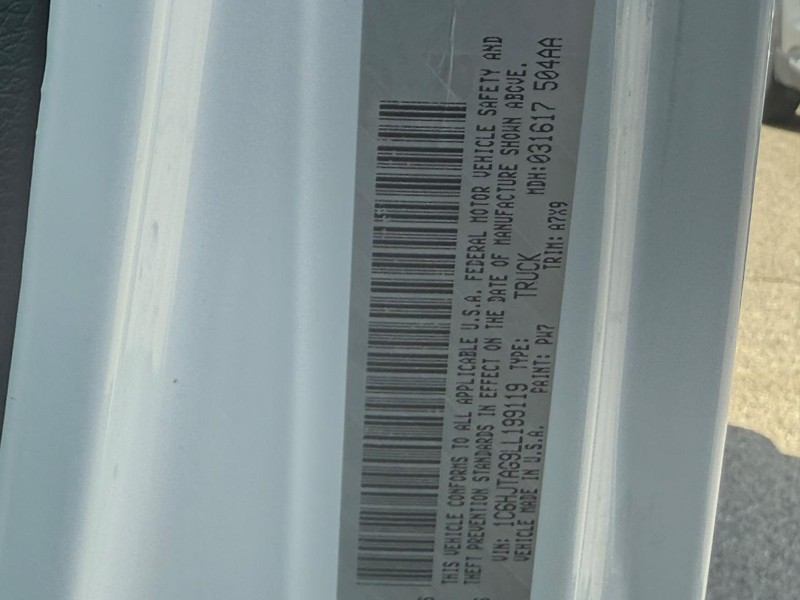 THIS VEHICLE CONFORMS TO ALL APPLICABLE U.S.A. FEDERAL MOTOR VEHICLE SAFETY AND
THEFT PREVENTION STANDARDS IN EFFECT ON THE DATE OF MANUFACTURE SHOWN ABOVE.
VIN: 1C6HJTAG9LL199119 TYPE: TRUCK MDH:031617 504AA
VEHICLE MADE IN U.S.A. PAINT: PW7 TRIM:A7X9